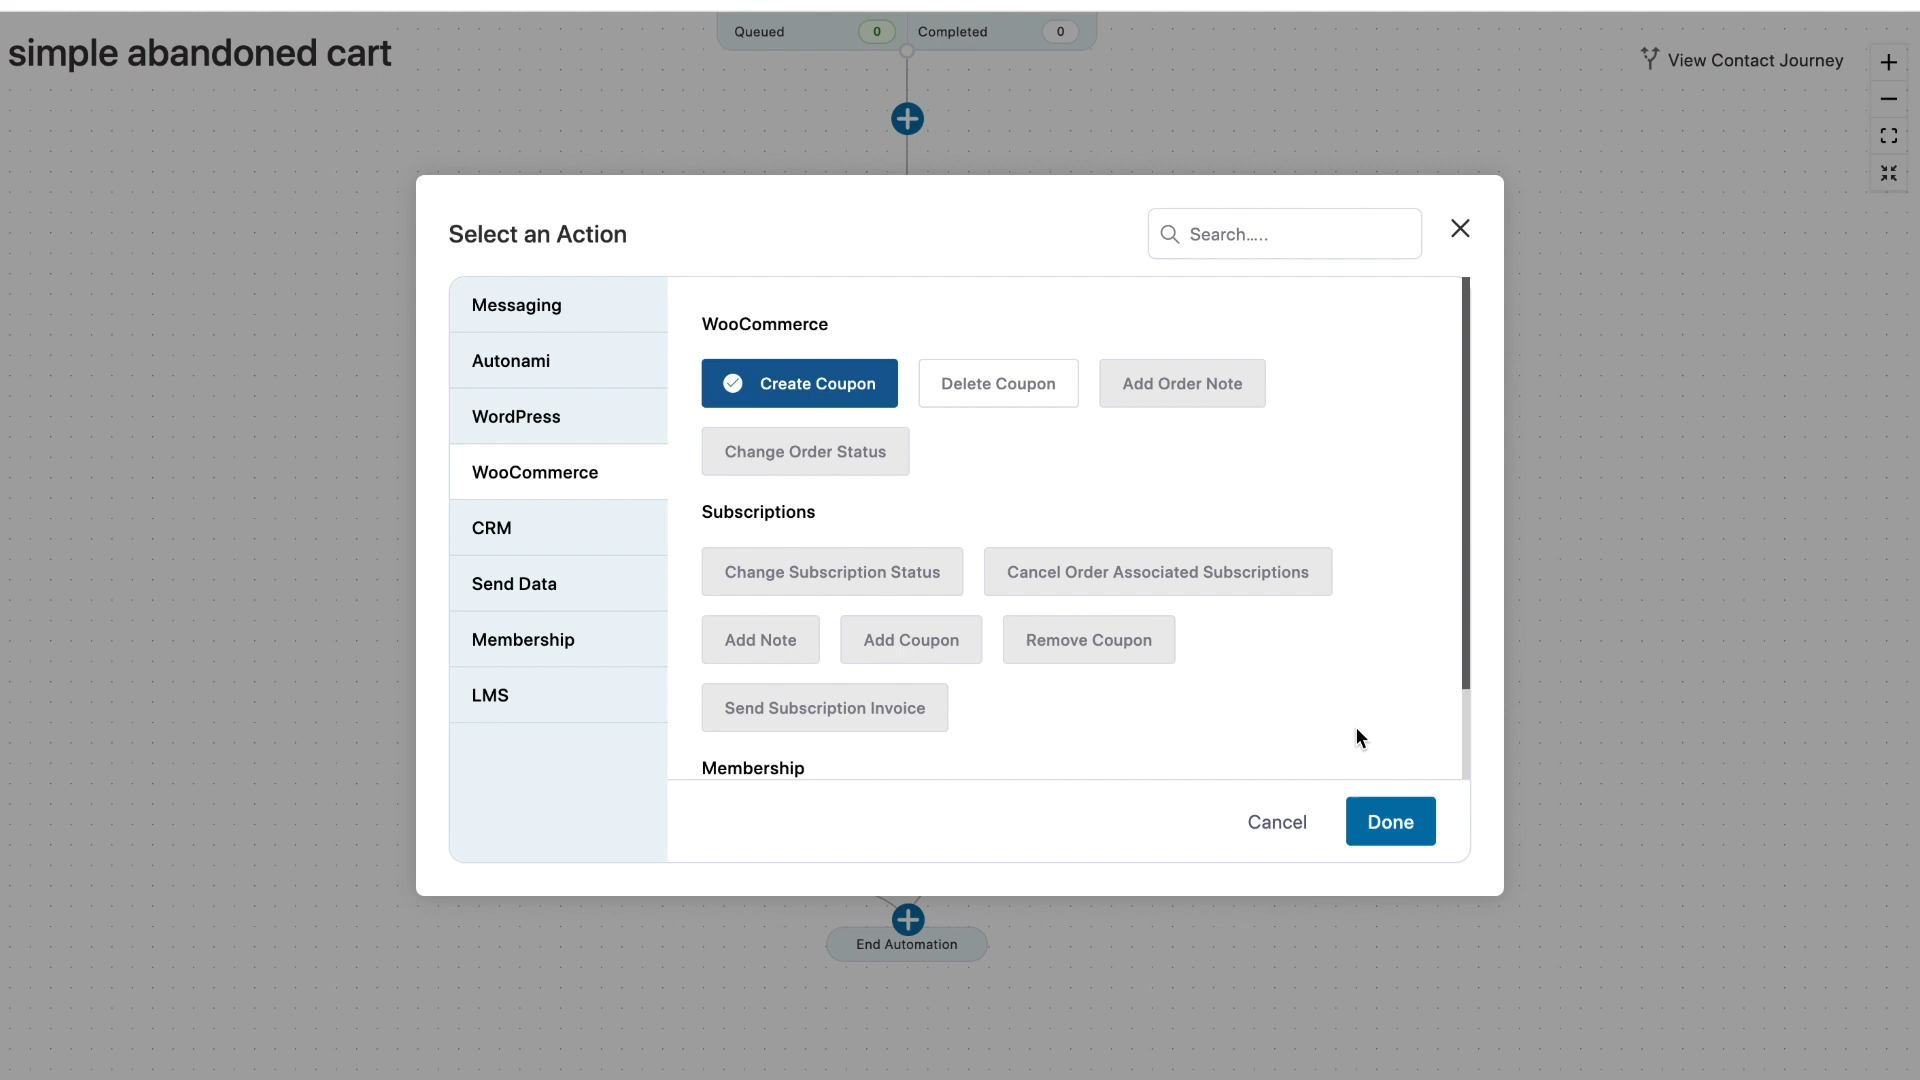 simple abandoned cart
Queued 0 Completed 0
View Contact Journey
Select an Action
Search.....
Messaging
Autonami
WordPress
WooCommerce
CRM
Send Data
Membership
LMS
WooCommerce
Create Coupon Delete Coupon Add Order Note
Change Order Status
Subscriptions
Change Subscription Status Cancel Order Associated Subscriptions
Add Note Add Coupon Remove Coupon
Send Subscription Invoice
Membership
Cancel Done
End Automation